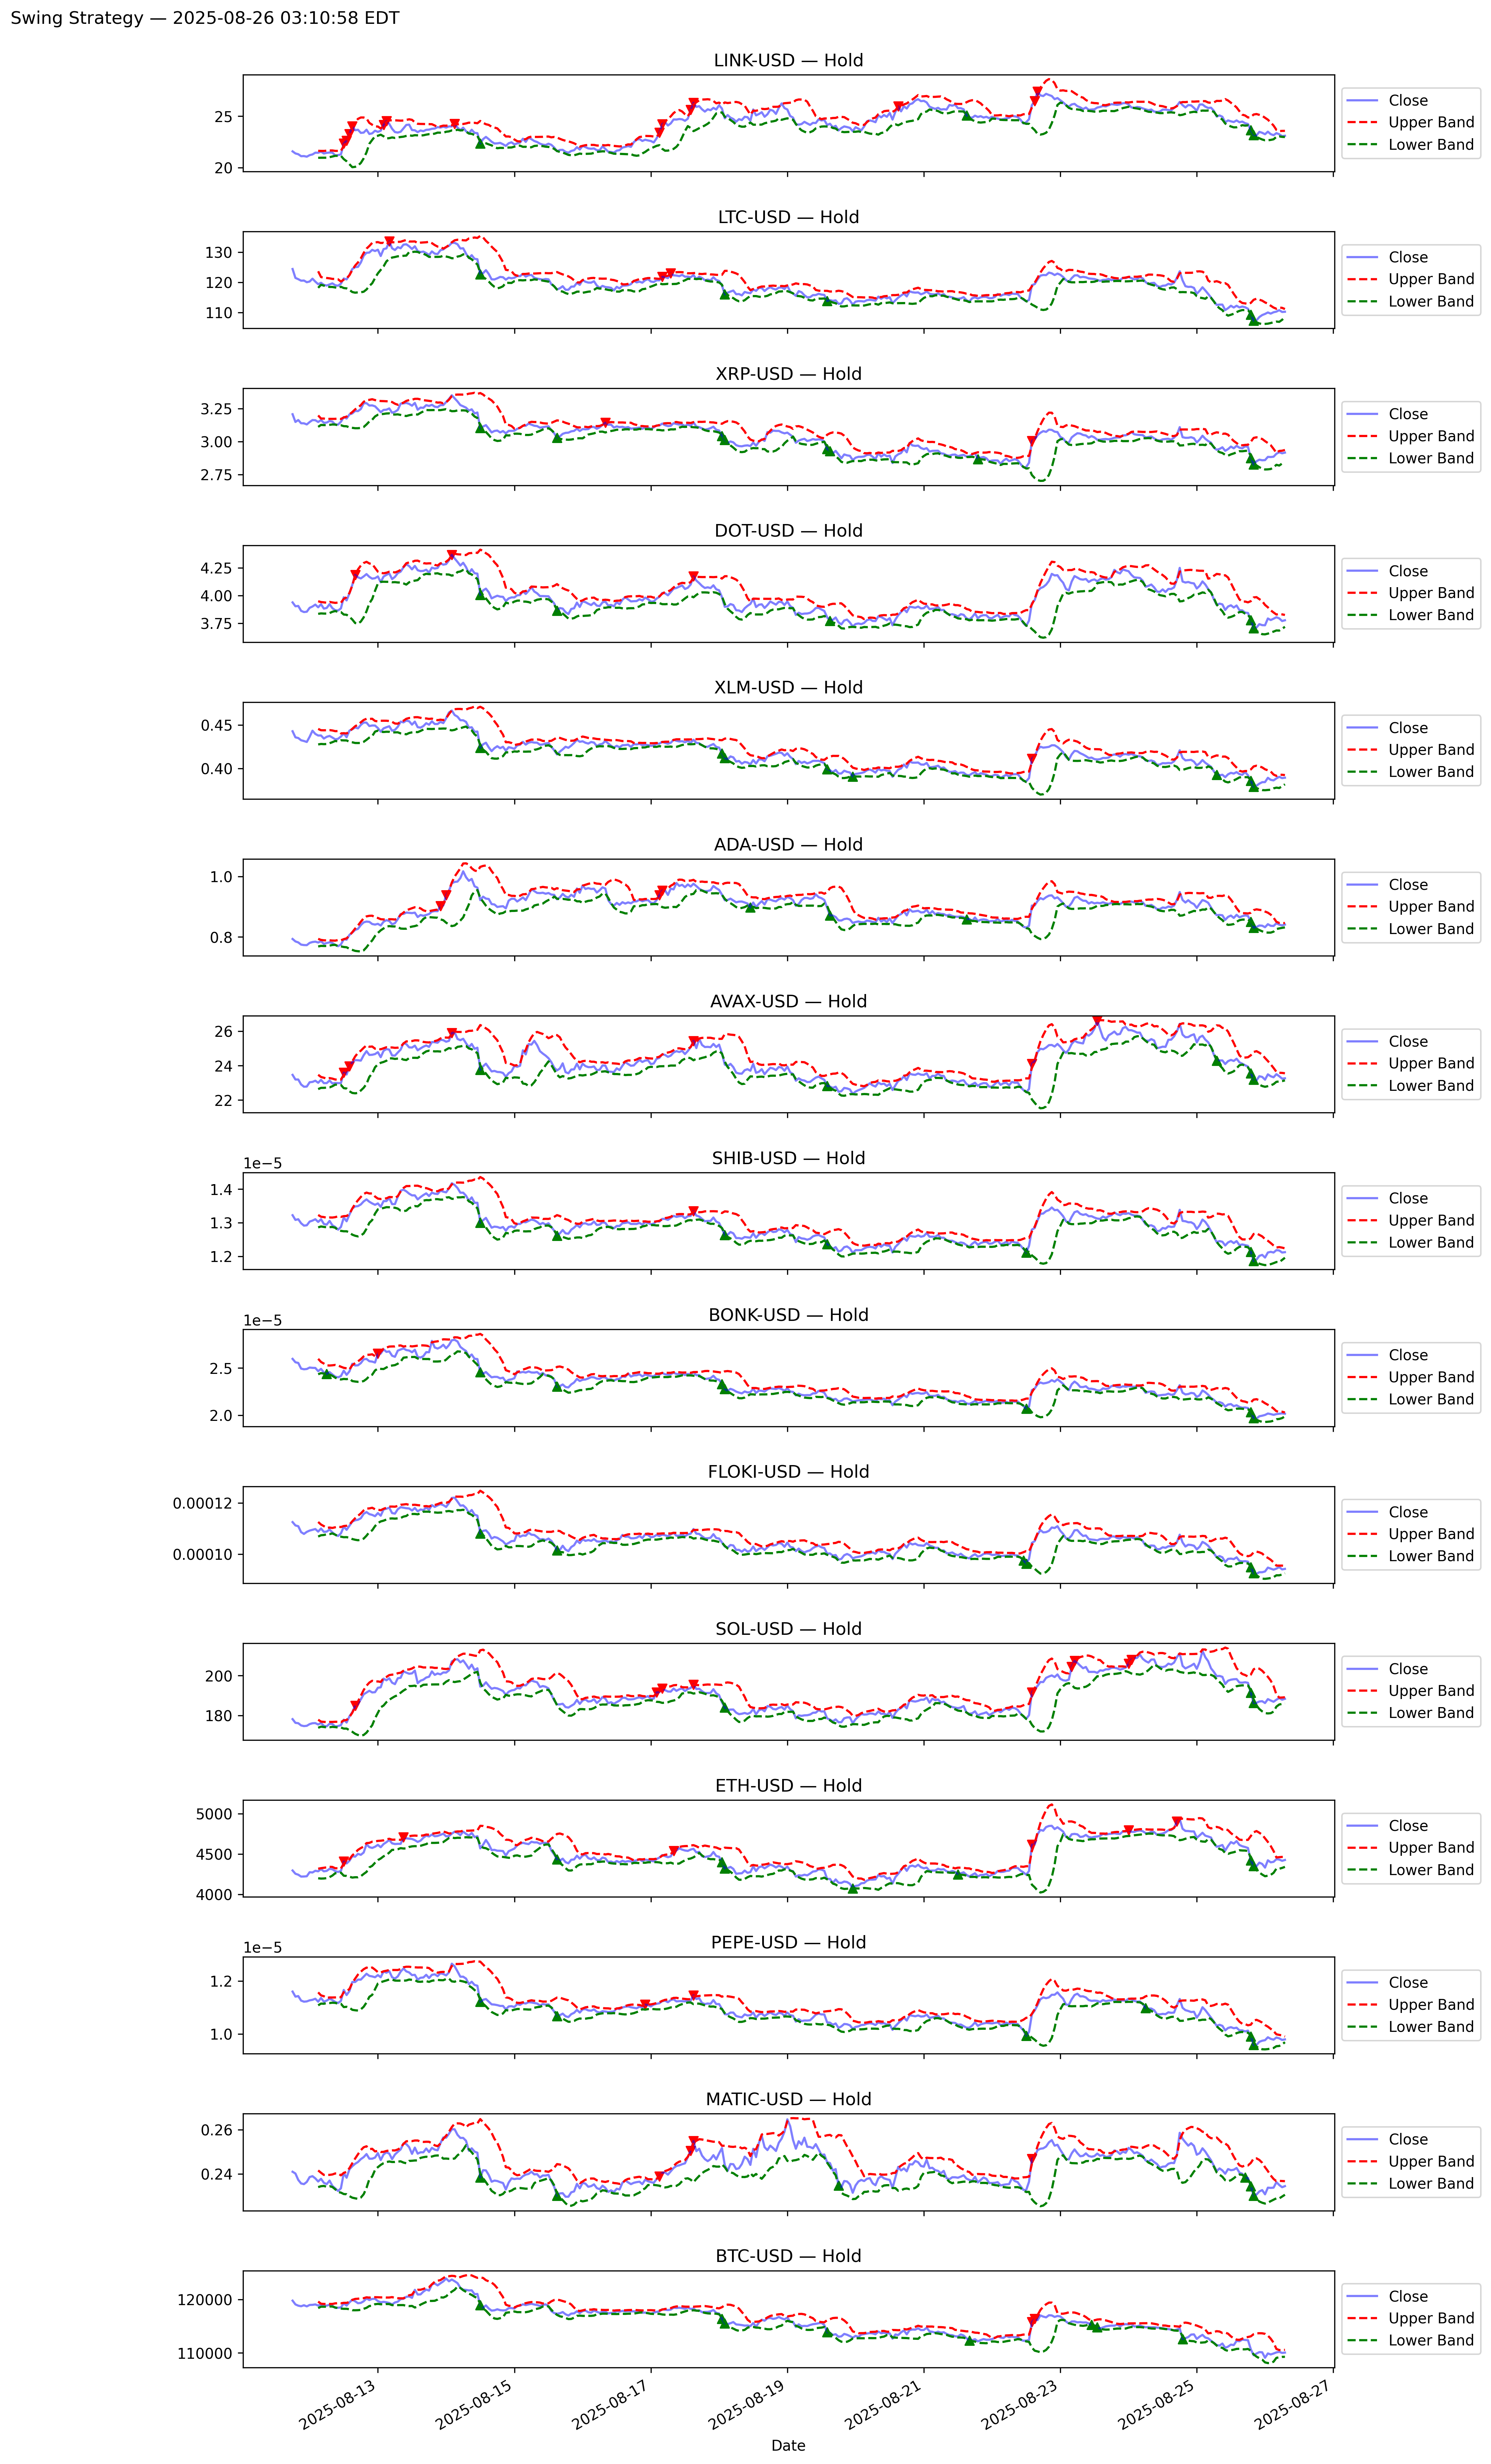 Swing Strategy — 2025-08-26 03:10:58 EDT
LINK-USD — Hold
25
20
Close
Upper Band
Lower Band
LTC-USD — Hold
130
120
110
Close
Upper Band
Lower Band
XRP-USD — Hold
3.25
3.00
2.75
Close
Upper Band
Lower Band
DOT-USD — Hold
4.25
4.00
3.75
Close
Upper Band
Lower Band
XLM-USD — Hold
0.45
0.40
Close
Upper Band
Lower Band
ADA-USD — Hold
1.0
0.8
Close
Upper Band
Lower Band
AVAX-USD — Hold
26
24
22
Close
Upper Band
Lower Band
SHIB-USD — Hold
1e−5
1.4
1.3
1.2
Close
Upper Band
Lower Band
BONK-USD — Hold
1e−5
2.5
2.0
Close
Upper Band
Lower Band
FLOKI-USD — Hold
0.00012
0.00010
Close
Upper Band
Lower Band
SOL-USD — Hold
200
180
Close
Upper Band
Lower Band
ETH-USD — Hold
5000
4500
4000
Close
Upper Band
Lower Band
PEPE-USD — Hold
1e−5
1.2
1.0
Close
Upper Band
Lower Band
MATIC-USD — Hold
0.26
0.24
Close
Upper Band
Lower Band
BTC-USD — Hold
120000
110000
Close
Upper Band
Lower Band
2025-08-13
2025-08-15
2025-08-17
2025-08-19
2025-08-21
2025-08-23
2025-08-25
2025-08-27
Date